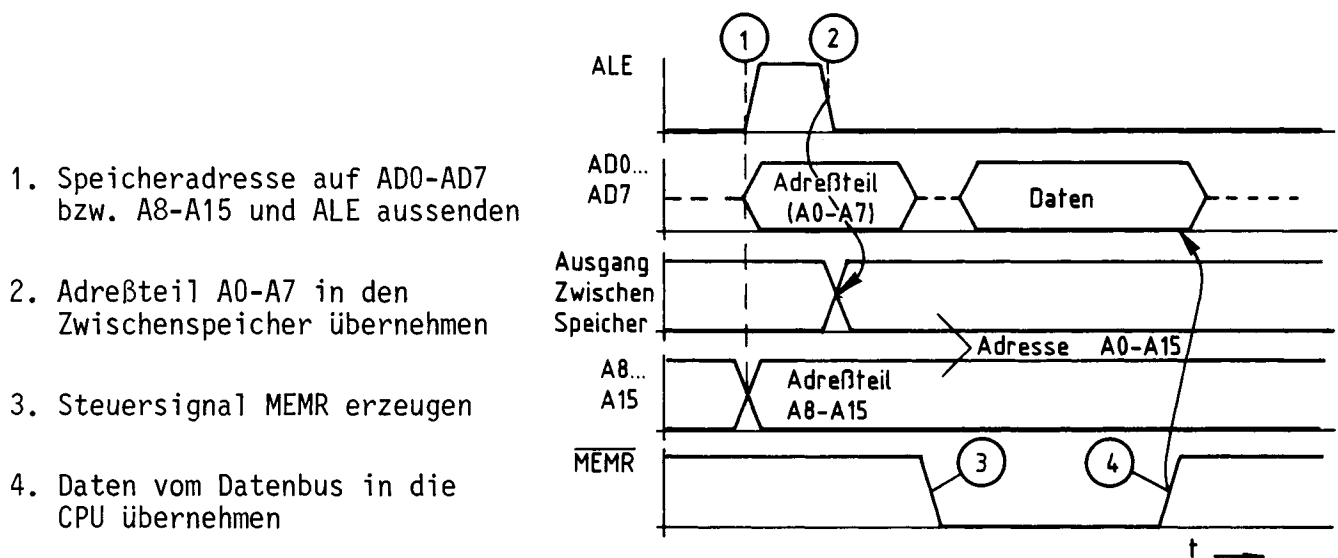 1. Speicheradresse auf AD0-AD7
bzw. A8-A15 und ALE aussenden
2. Adreßteil A0-A7 in den
Zwischenspeicher übernehmen
3. Steuersignal MEMR erzeugen
4. Daten vom Datenbus in die
CPU übernehmen
1
2
ALE
AD0...
AD7
Adreßteil
(A0-A7)
Daten
Ausgang
Zwischen
Speicher
Adresse A0-A15
A8...
A15
Adreßteil
A8-A15
MEMR
3
4
t